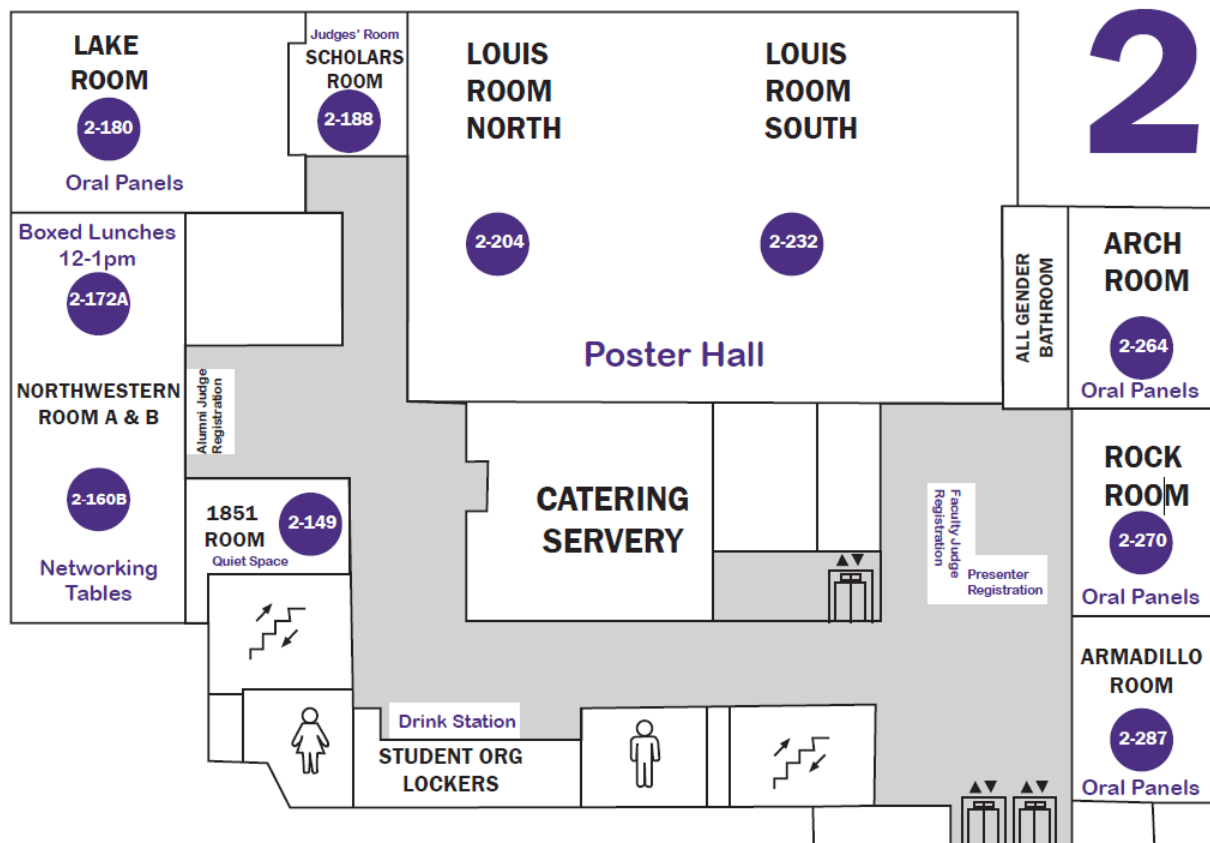 2
LAKE
ROOM
2-180
Oral Panels
Judges' Room
SCHOLARS
ROOM
2-188
LOUIS
ROOM
NORTH
2-204
LOUIS
ROOM
SOUTH
2-232
Poster Hall
Boxed Lunches
12-1pm
2-172A
NORTHWESTERN
ROOM A & B
2-160B
Networking
Tables
Alumni Judge
Registration
1851
ROOM
2-149
Quiet Space
CATERING
SERVERY
ALL GENDER
BATHROOM
ARCH
ROOM
2-264
Oral Panels
Faculty Judge
Registration
Presenter
Registration
ROCK
ROOM
2-270
Oral Panels
ARMADILLO
ROOM
2-287
Oral Panels
Drink Station
STUDENT ORG
LOCKERS